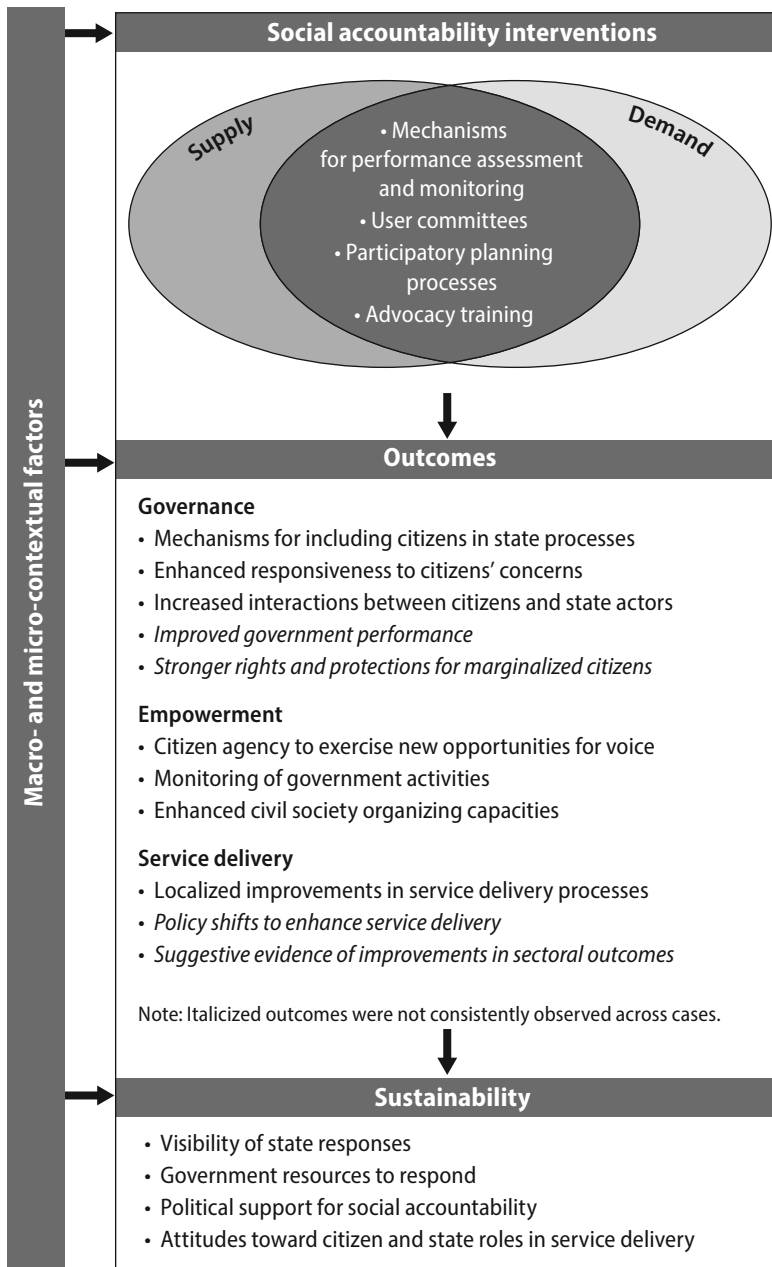 Macro- and micro-contextual factors
Social accountability interventions
Supply
Demand
• Mechanisms
for performance assessment
and monitoring
• User committees
• Participatory planning
processes
• Advocacy training
Outcomes
Governance
• Mechanisms for including citizens in state processes
• Enhanced responsiveness to citizens’ concerns
• Increased interactions between citizens and state actors
• Improved government performance
• Stronger rights and protections for marginalized citizens
Empowerment
• Citizen agency to exercise new opportunities for voice
• Monitoring of government activities
• Enhanced civil society organizing capacities
Service delivery
• Localized improvements in service delivery processes
• Policy shifts to enhance service delivery
• Suggestive evidence of improvements in sectoral outcomes
Note: Italicized outcomes were not consistently observed across cases.
Sustainability
• Visibility of state responses
• Government resources to respond
• Political support for social accountability
• Attitudes toward citizen and state roles in service delivery